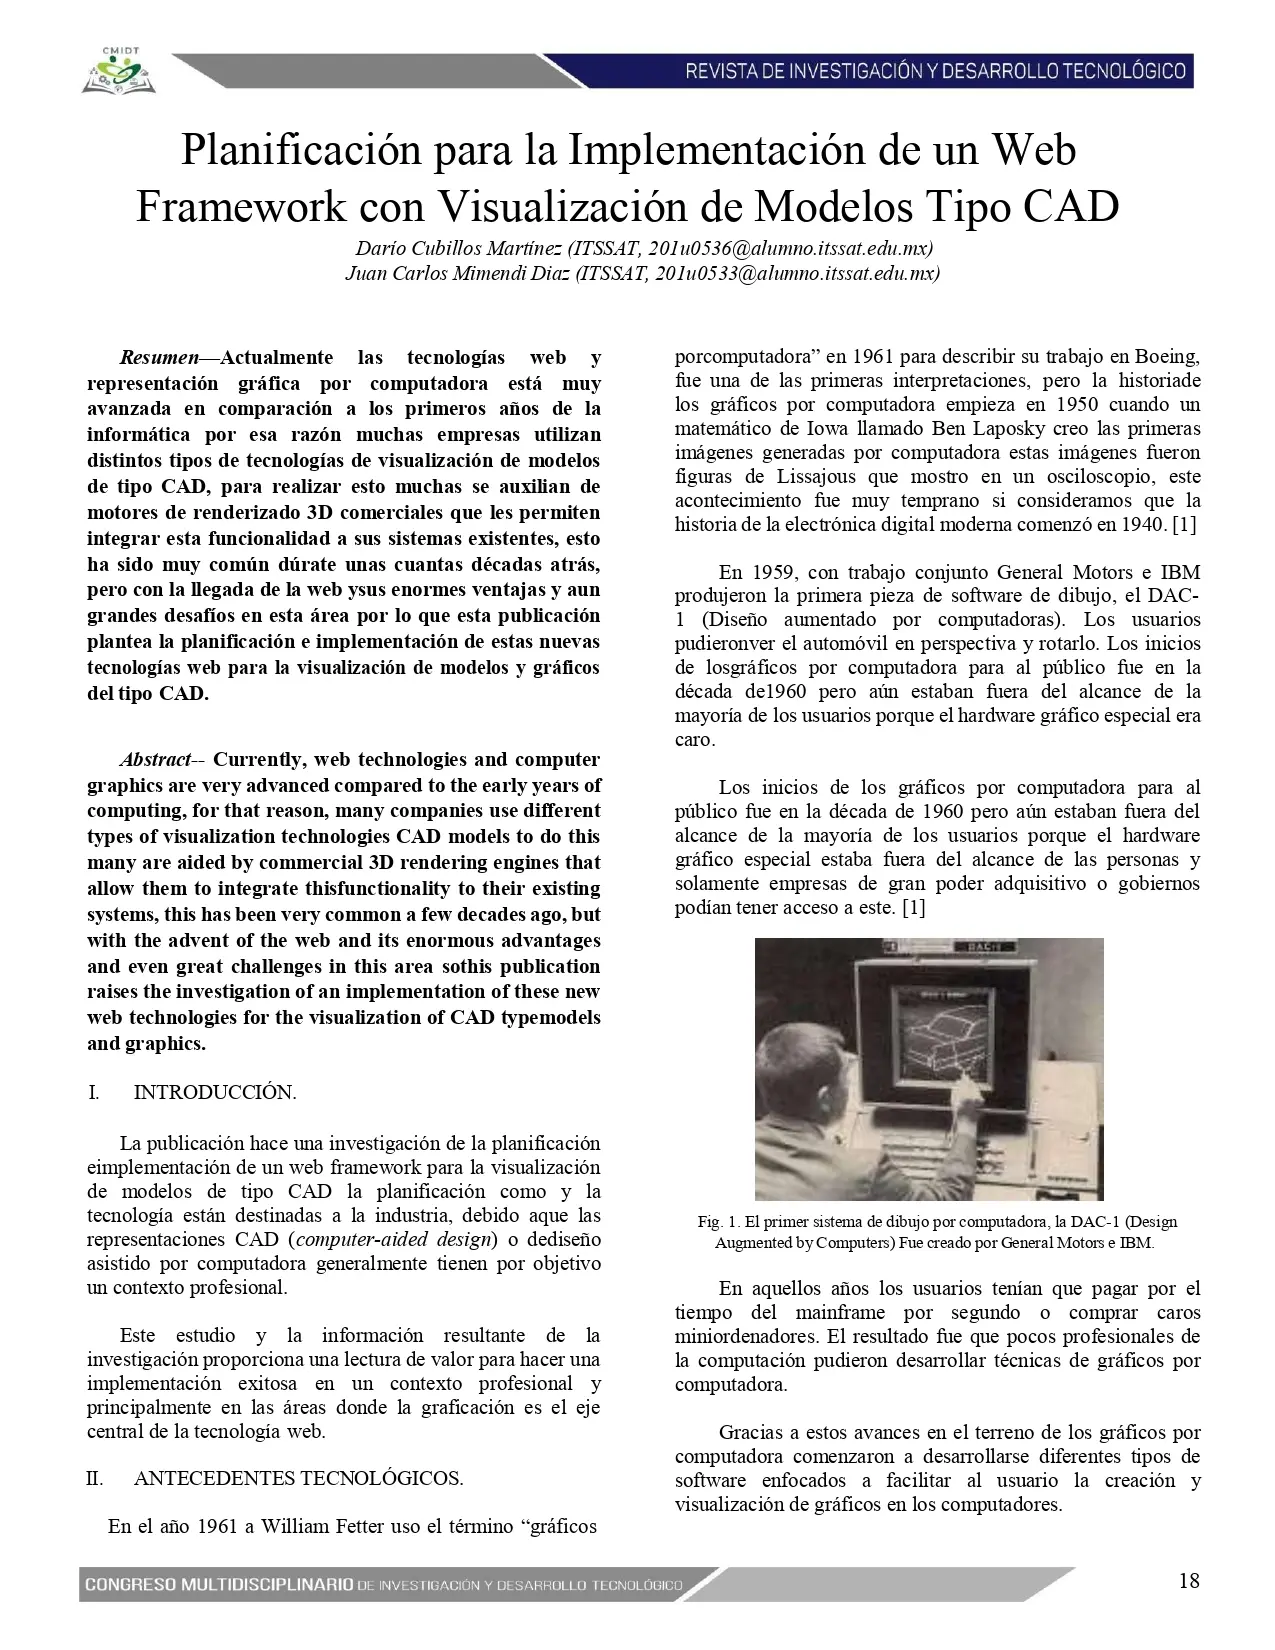 CMIDT
REVISTA DE INVESTIGACIÓN Y DESARROLLO TECNOLÓGICO
Planificación para la Implementación de un Web
Framework con Visualización de Modelos Tipo CAD
Darío Cubillos Martínez (ITSSAT, 201u0536@alumno.itssat.edu.mx)
Juan Carlos Mimendi Diaz (ITSSAT, 201u0533@alumno.itssat.edu.mx)
Resumen—Actualmente las tecnologías web y
representación gráfica por computadora está muy
avanzada en comparación a los primeros años de la
informática por esa razón muchas empresas utilizan
distintos tipos de tecnologías de visualización de modelos
de tipo CAD, para realizar esto muchas se auxilian de
motores de renderizado 3D comerciales que les permiten
integrar esta funcionalidad a sus sistemas existentes, esto
ha sido muy común dúrate unas cuantas décadas atrás,
pero con la llegada de la web ysus enormes ventajas y aun
grandes desafíos en esta área por lo que esta publicación
plantea la planificación e implementación de estas nuevas
tecnologías web para la visualización de modelos y gráficos
del tipo CAD.
Abstract-- Currently, web technologies and computer
graphics are very advanced compared to the early years of
computing, for that reason, many companies use different
types of visualization technologies CAD models to do this
many are aided by commercial 3D rendering engines that
allow them to integrate thisfunctionality to their existing
systems, this has been very common a few decades ago, but
with the advent of the web and its enormous advantages
and even great challenges in this area sothis publication
raises the investigation of an implementation of these new
web technologies for the visualization of CAD typemodels
and graphics.
I. INTRODUCCIÓN.
La publicación hace una investigación de la planificación
eimplementación de un web framework para la visualización
de modelos de tipo CAD la planificación como y la
tecnología están destinadas a la industria, debido aque las
representaciones CAD (computer-aided design) o dediseño
asistido por computadora generalmente tienen por objetivo
un contexto profesional.
Este estudio y la información resultante de la
investigación proporciona una lectura de valor para hacer una
implementación exitosa en un contexto profesional y
principalmente en las áreas donde la graficación es el eje
central de la tecnología web.
II. ANTECEDENTES TECNOLÓGICOS.
En el año 1961 a William Fetter uso el término “gráficos
porcomputadora” en 1961 para describir su trabajo en Boeing,
fue una de las primeras interpretaciones, pero la historiade
los gráficos por computadora empieza en 1950 cuando un
matemático de Iowa llamado Ben Laposky creo las primeras
imágenes generadas por computadora estas imágenes fueron
figuras de Lissajous que mostro en un osciloscopio, este
acontecimiento fue muy temprano si consideramos que la
historia de la electrónica digital moderna comenzó en 1940. [1]
En 1959, con trabajo conjunto General Motors e IBM
produjeron la primera pieza de software de dibujo, el DAC-
1 (Diseño aumentado por computadoras). Los usuarios
pudieronver el automóvil en perspectiva y rotarlo. Los inicios
de losgráficos por computadora para al público fue en la
década de1960 pero aún estaban fuera del alcance de la
mayoría de los usuarios porque el hardware gráfico especial era
caro.
Los inicios de los gráficos por computadora para al
público fue en la década de 1960 pero aún estaban fuera del
alcance de la mayoría de los usuarios porque el hardware
gráfico especial estaba fuera del alcance de las personas y
solamente empresas de gran poder adquisitivo o gobiernos
podían tener acceso a este. [1]
Fig. 1. El primer sistema de dibujo por computadora, la DAC-1 (Design
Augmented by Computers) Fue creado por General Motors e IBM.
En aquellos años los usuarios tenían que pagar por el
tiempo del mainframe por segundo o comprar caros
miniordenadores. El resultado fue que pocos profesionales de
la computación pudieron desarrollar técnicas de gráficos por
computadora.
Gracias a estos avances en el terreno de los gráficos por
computadora comenzaron a desarrollarse diferentes tipos de
software enfocados a facilitar al usuario la creación y
visualización de gráficos en los computadores.
CONGRESO MULTIDISCIPLINARIO DE INVESTIGACIÓN Y DESARROLLO TECNOLÓGICO
18